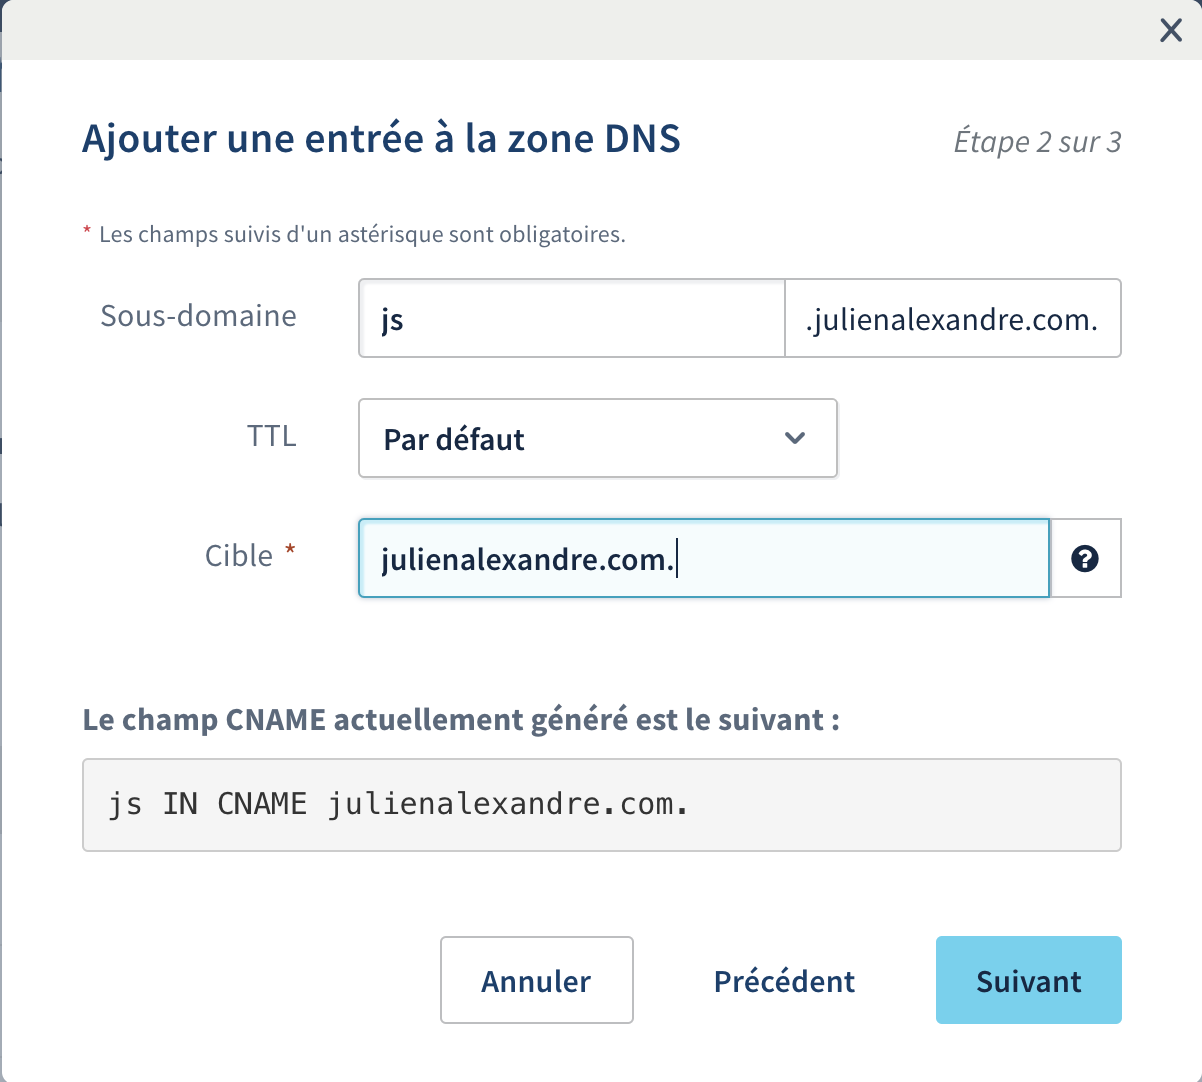 Ajouter une entrée à la zone DNS
Étape 2 sur 3
* Les champs suivis d'un astérisque sont obligatoires.
Sous-domaine
js
.julienalexandre.com.
TTL
Par défaut
Cible *
julienalexandre.com.
?
Le champ CNAME actuellement généré est le suivant :
js IN CNAME julienalexandre.com.
Annuler
Précédent
Suivant